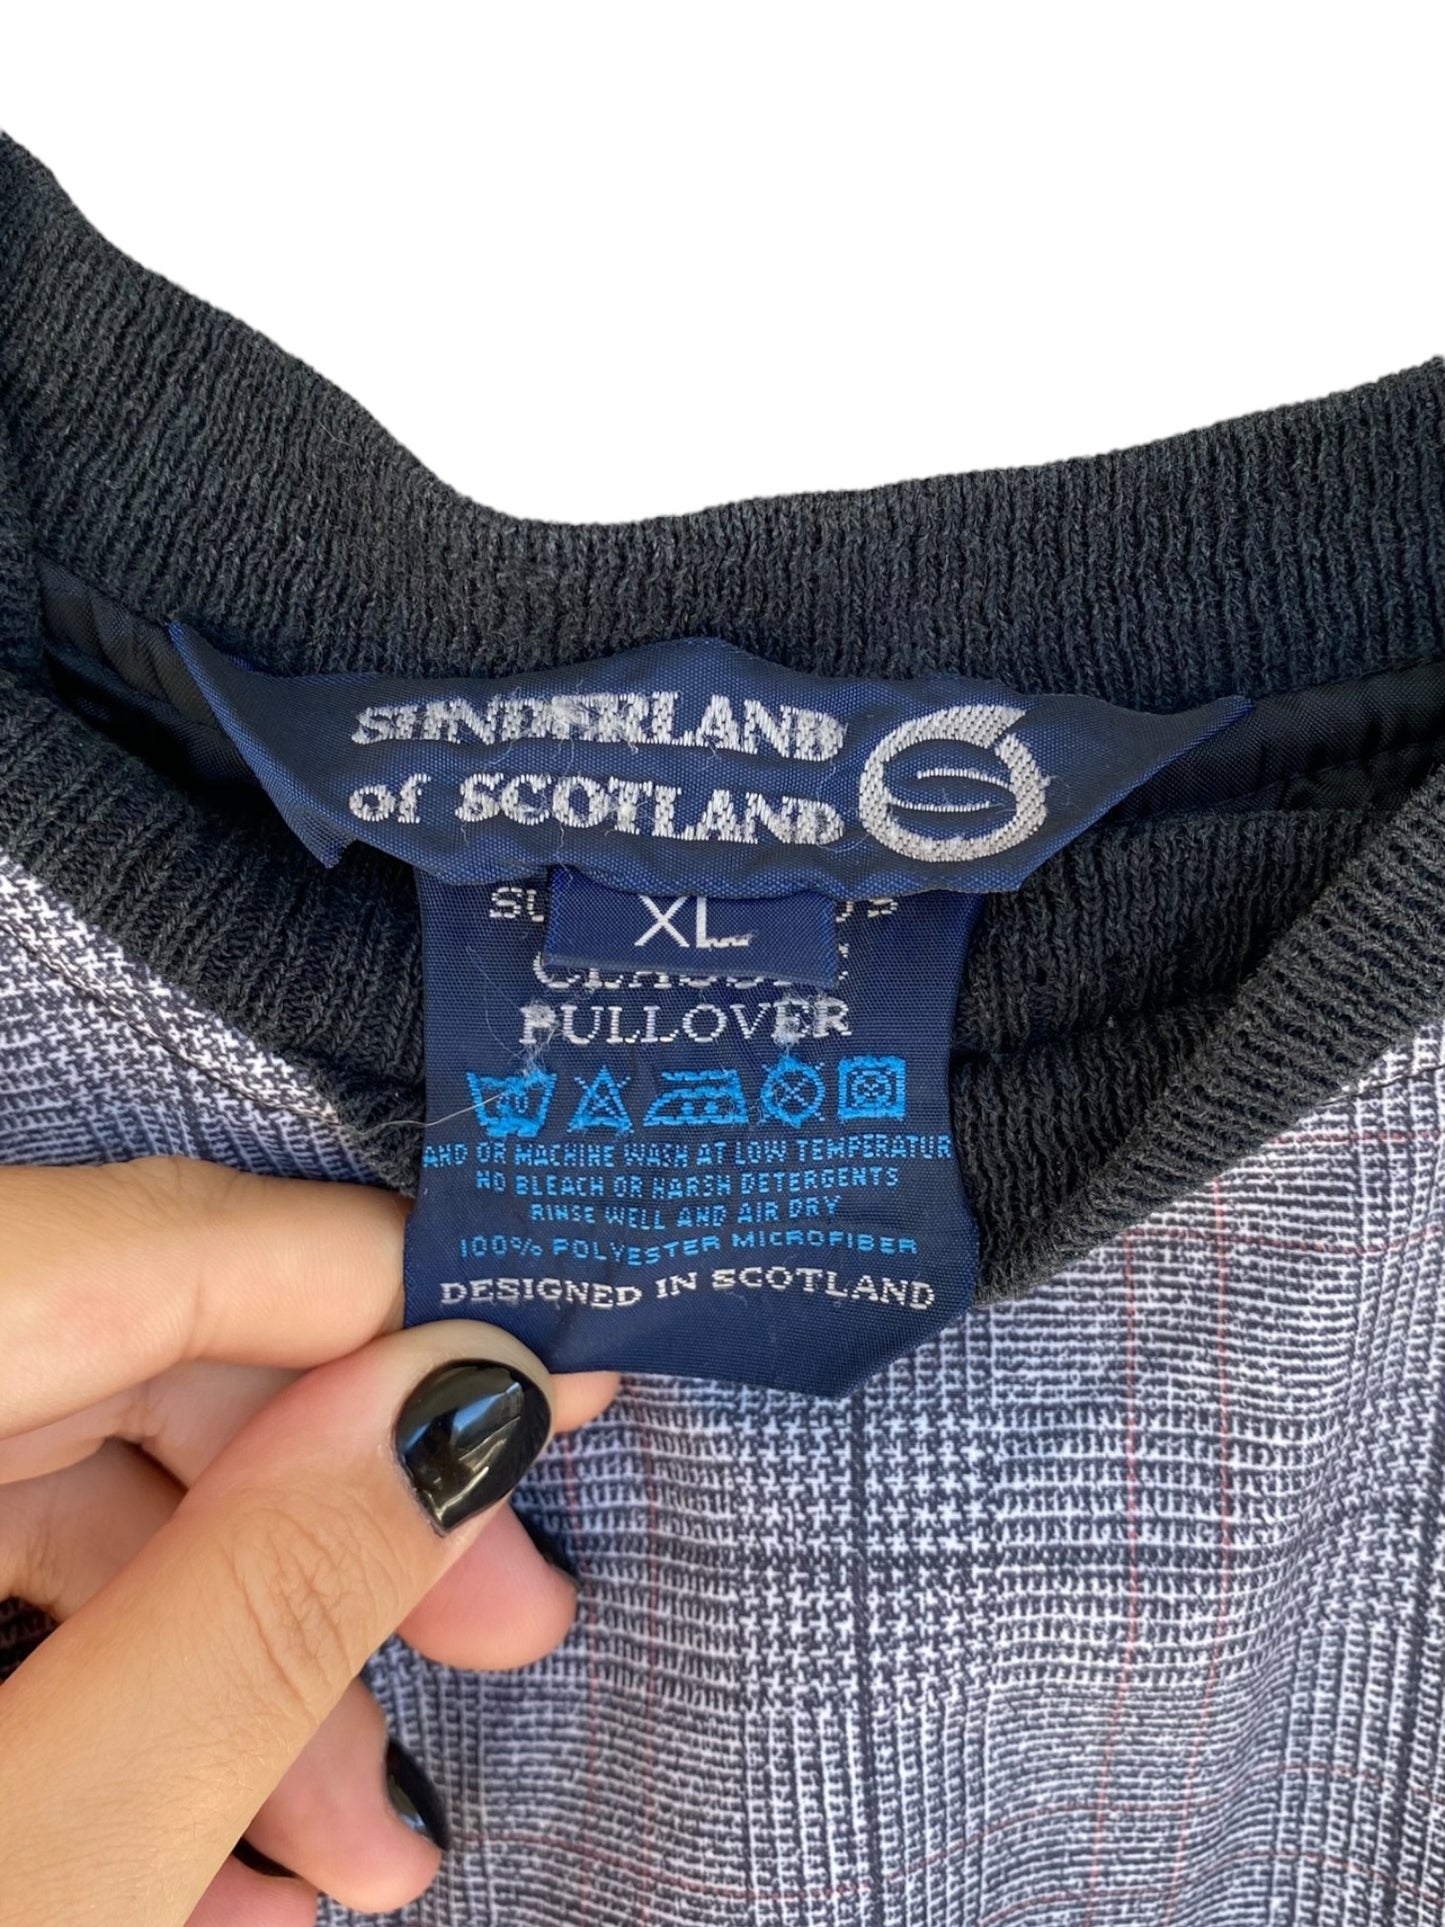 SUNDERLAND
of SCOTLAND
XL
PULLOVER
AND OR MACHINE WASH AT LOW TEMPERATUR
NO BLEACH OR HARSH DETERGENTS
RINSE WELL AND AIR DRY
100% POLYESTER MICROFIBER
DESIGNED IN SCOTLAND